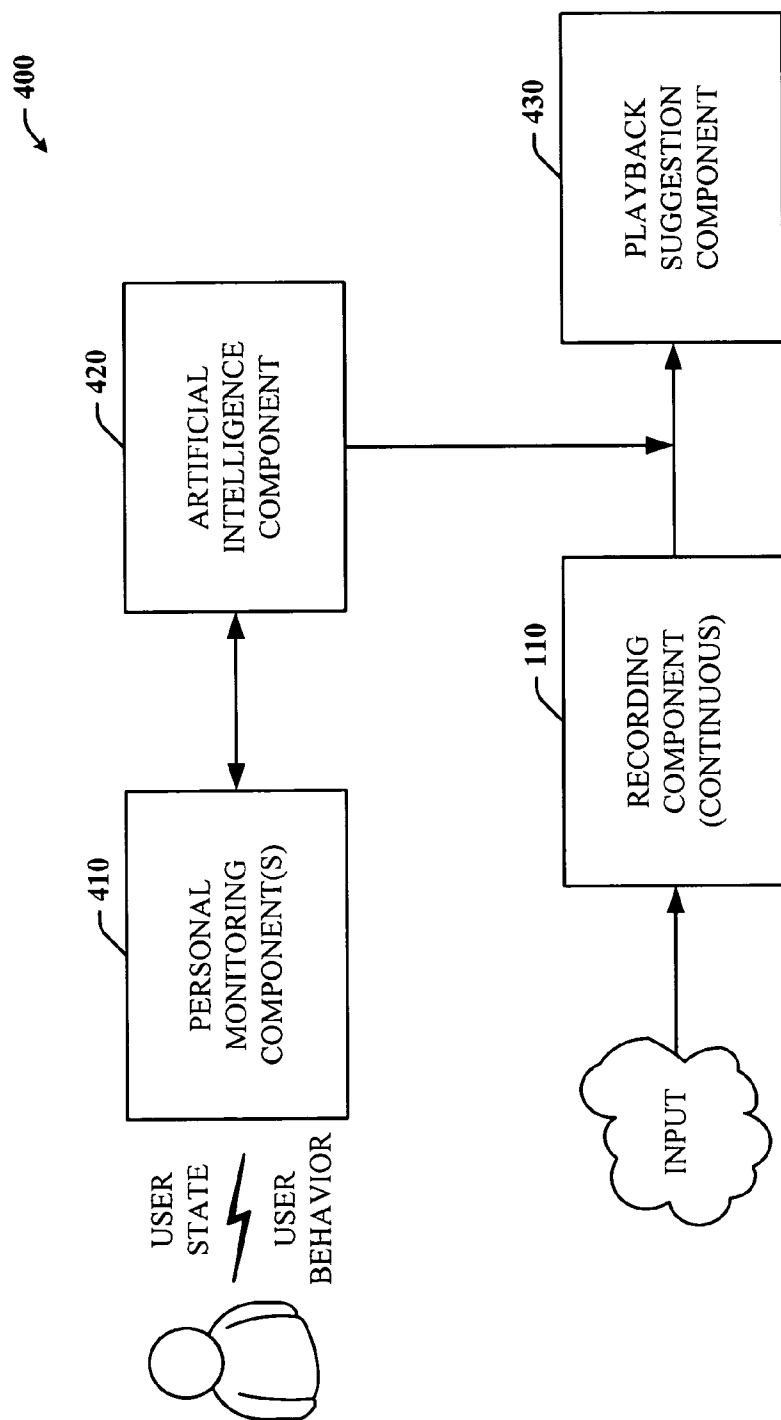 400
USER
STATE
USER
BEHAVIOR
410
PERSONAL
MONITORING
COMPONENT(S)
420
ARTIFICIAL
INTELLIGENCE
COMPONENT
INPUT
110
RECORDING
COMPONENT
(CONTINUOUS)
430
PLAYBACK
SUGGESTION
COMPONENT